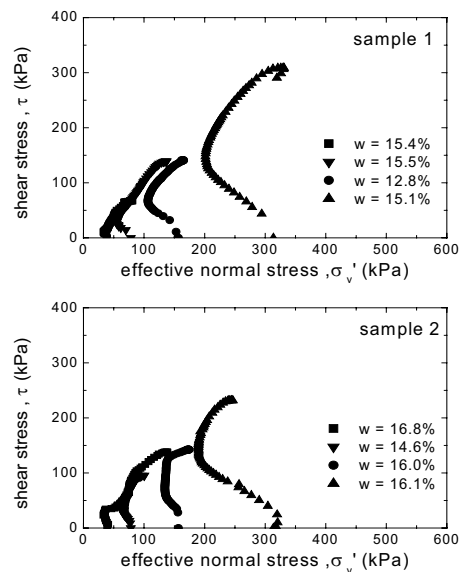 sample 1
shear stress , τ (kPa)
400
300
200
100
0
w = 15.4%
w = 15.5%
w = 12.8%
w = 15.1%
0 100 200 300 400 500 600
effective normal stress ,σv' (kPa)
sample 2
shear stress , τ (kPa)
400
300
200
100
0
w = 16.8%
w = 14.6%
w = 16.0%
w = 16.1%
0 100 200 300 400 500 600
effective normal stress ,σv' (kPa)